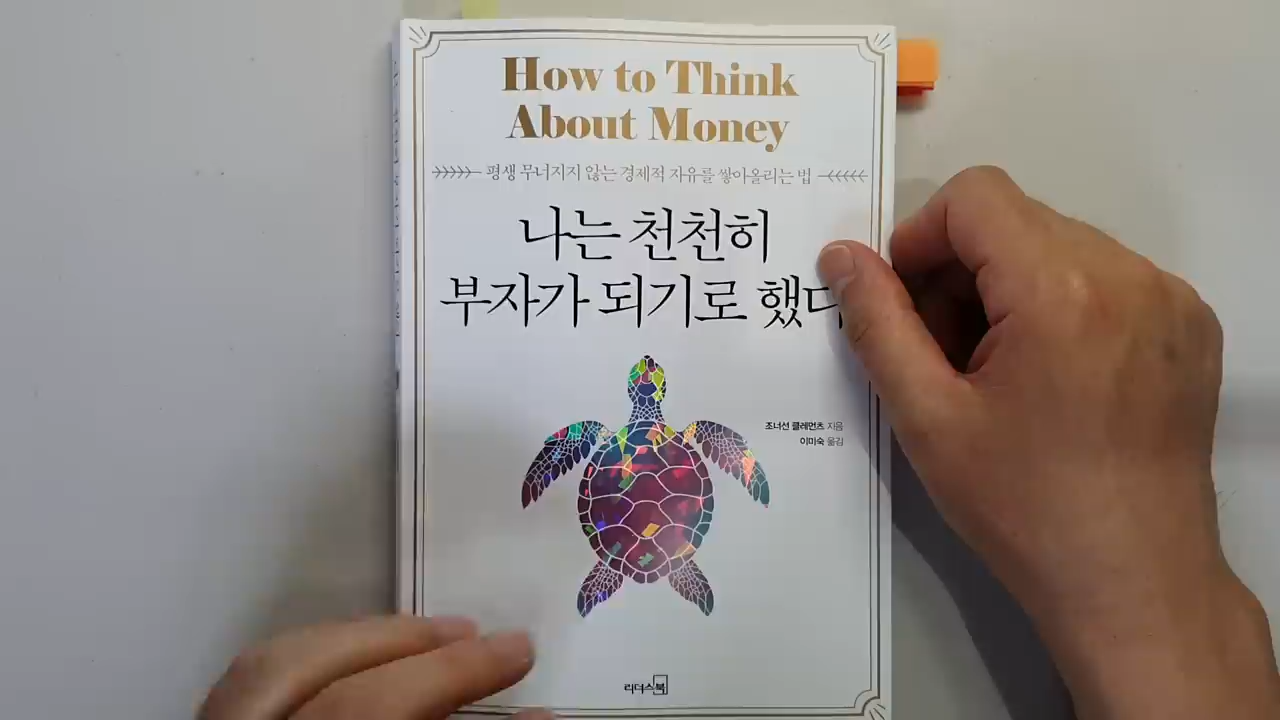 How to Think
About Money
평생 무너지지 않는 경제적 자유를 쌓아올리는 법
나는 천천히
부자가 되기로 했다
조너선 클레먼츠 지음
이미숙 옮김
리더스북